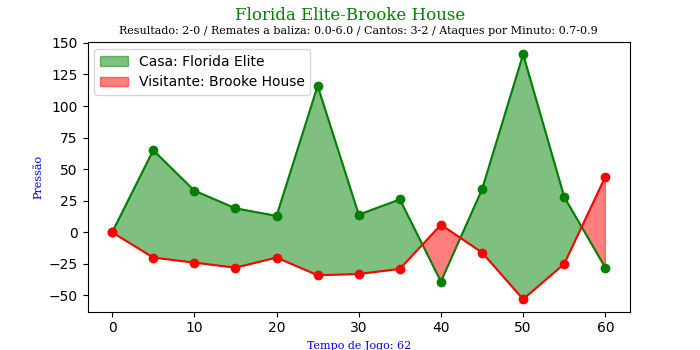 Florida Elite-Brooke House
Resultado: 2-0 / Remates a baliza: 0.0-6.0 / Cantos: 3-2 / Ataques por Minuto: 0.7-0.9
Casa: Florida Elite
Visitante: Brooke House
Pressão
150
125
100
75
50
25
0
−25
−50
0 10 20 30 40 50 60
Tempo de Jogo: 62